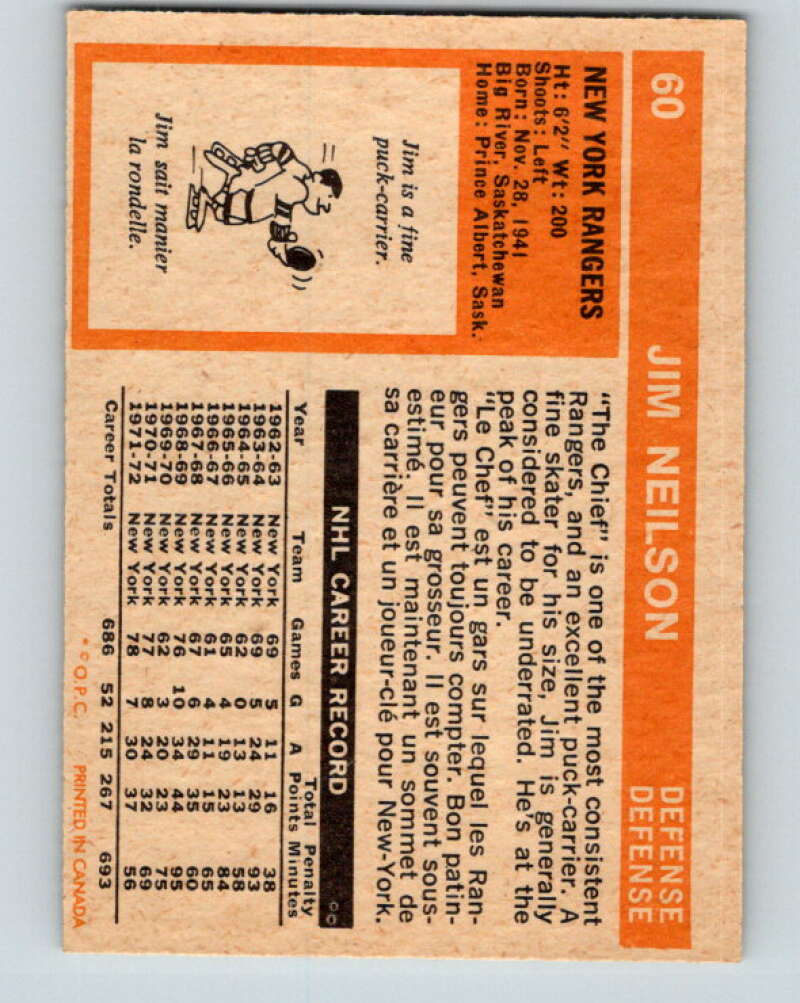 60 JIM NEILSON DEFENSE
DEFENSE
NEW YORK RANGERS
Ht: 6'2" Wt: 200
Shoots: Left
Born: Nov. 28, 1941
Big River, Saskatchewan
Home: Prince Albert, Sask.
Jim is a fine
puck-carrier.
Jim sait manier
la rondelle.
"The Chief" is one of the most consistent
Rangers, and an excellent puck-carrier. A
fine skater for his size, Jim is generally
considered to be underrated. He's at the
peak of his career.
"Le Chef" est un gars sur lequel les Ran-
gers peuvent toujours compter. Bon patin-
eur pour sa grosseur. Il est souvent sous-
estimé. Il est maintenant un sommet de
sa carrière et un joueur-clé pour New-York.
NHL CAREER RECORD
Year Team Games G A Total Points Penalty Minutes
1962-63 New York 69 5 11 16 38
1963-64 New York 69 5 24 29 93
1964-65 New York 62 0 13 13 58
1965-66 New York 65 4 19 23 84
1966-67 New York 61 4 11 15 65
1967-68 New York 67 6 29 35 60
1968-69 New York 76 10 34 44 95
1969-70 New York 62 3 20 23 75
1970-71 New York 77 8 24 32 69
1971-72 New York 78 7 30 37 56
Career Totals 686 52 215 267 693
* © O.P.C. PRINTED IN CANADA